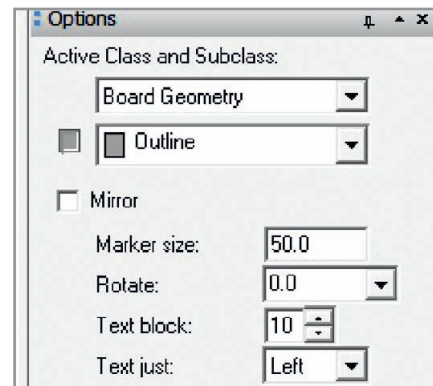 Options
Active Class and Subclass:
Board Geometry
Outline
Mirror
Marker size: 50.0
Rotate: 0.0
Text block: 10
Text just: Left